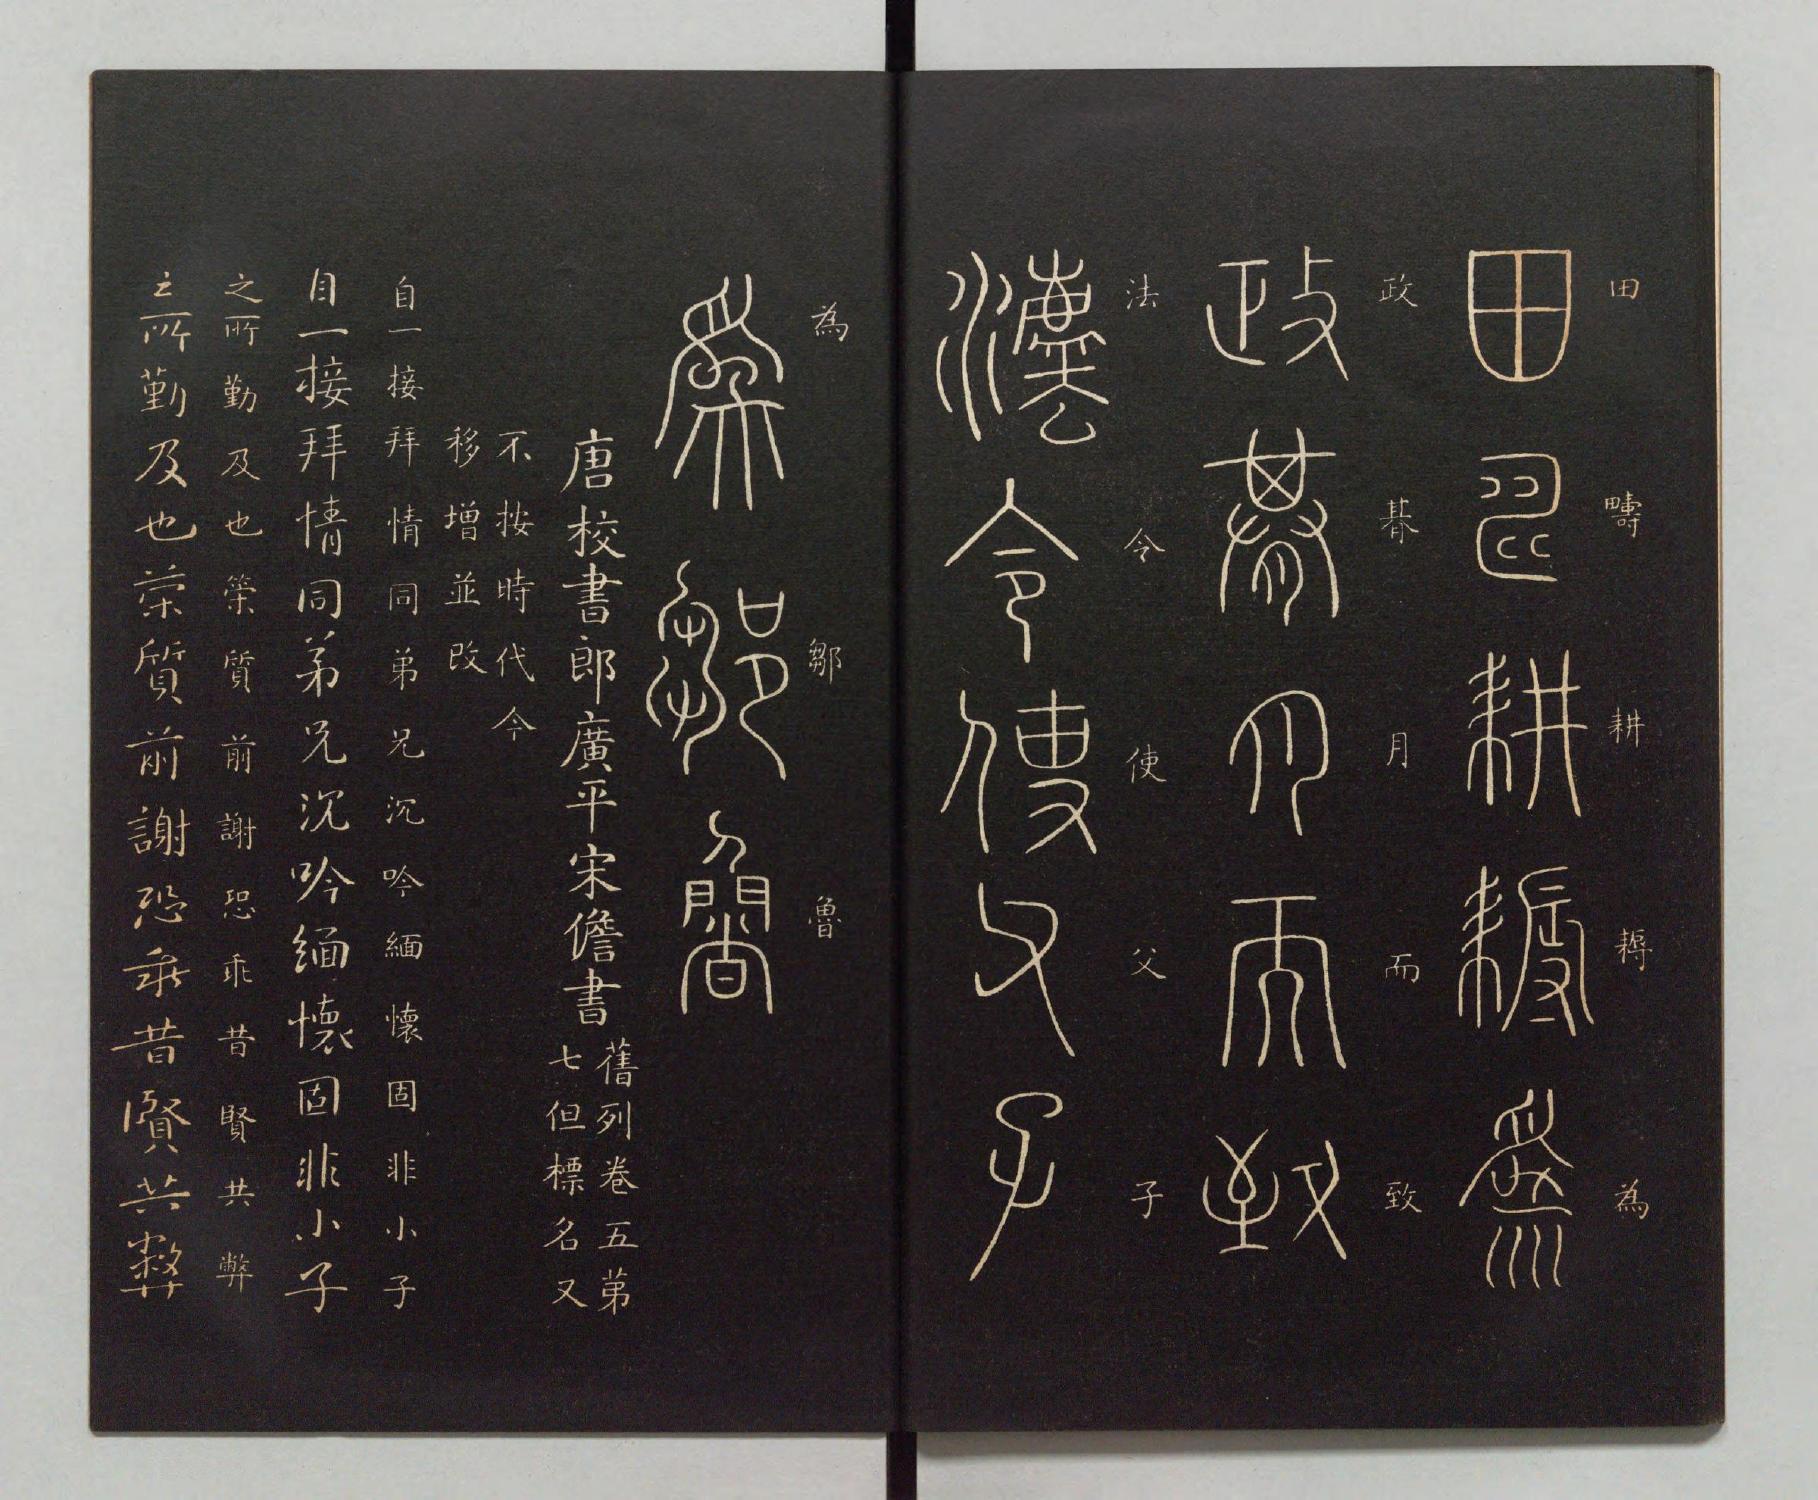 田疇耕耨為
田疇耕耨為
政朞月而致
政朞月而致
法令使父子
法令使父子
為鄒魯
為鄒魯
唐校書郎廣平宋儋書
舊列卷五第
七但標名又
不按時代今
移增並改
自一接拜情同弟兄沉吟緬懷固非小子
自一接拜情同弟兄沉吟緬懷固非小子
之所勤及也策質前謝恐乖昔賢共弊
之所勤及也策質前謝恐乖昔賢共弊